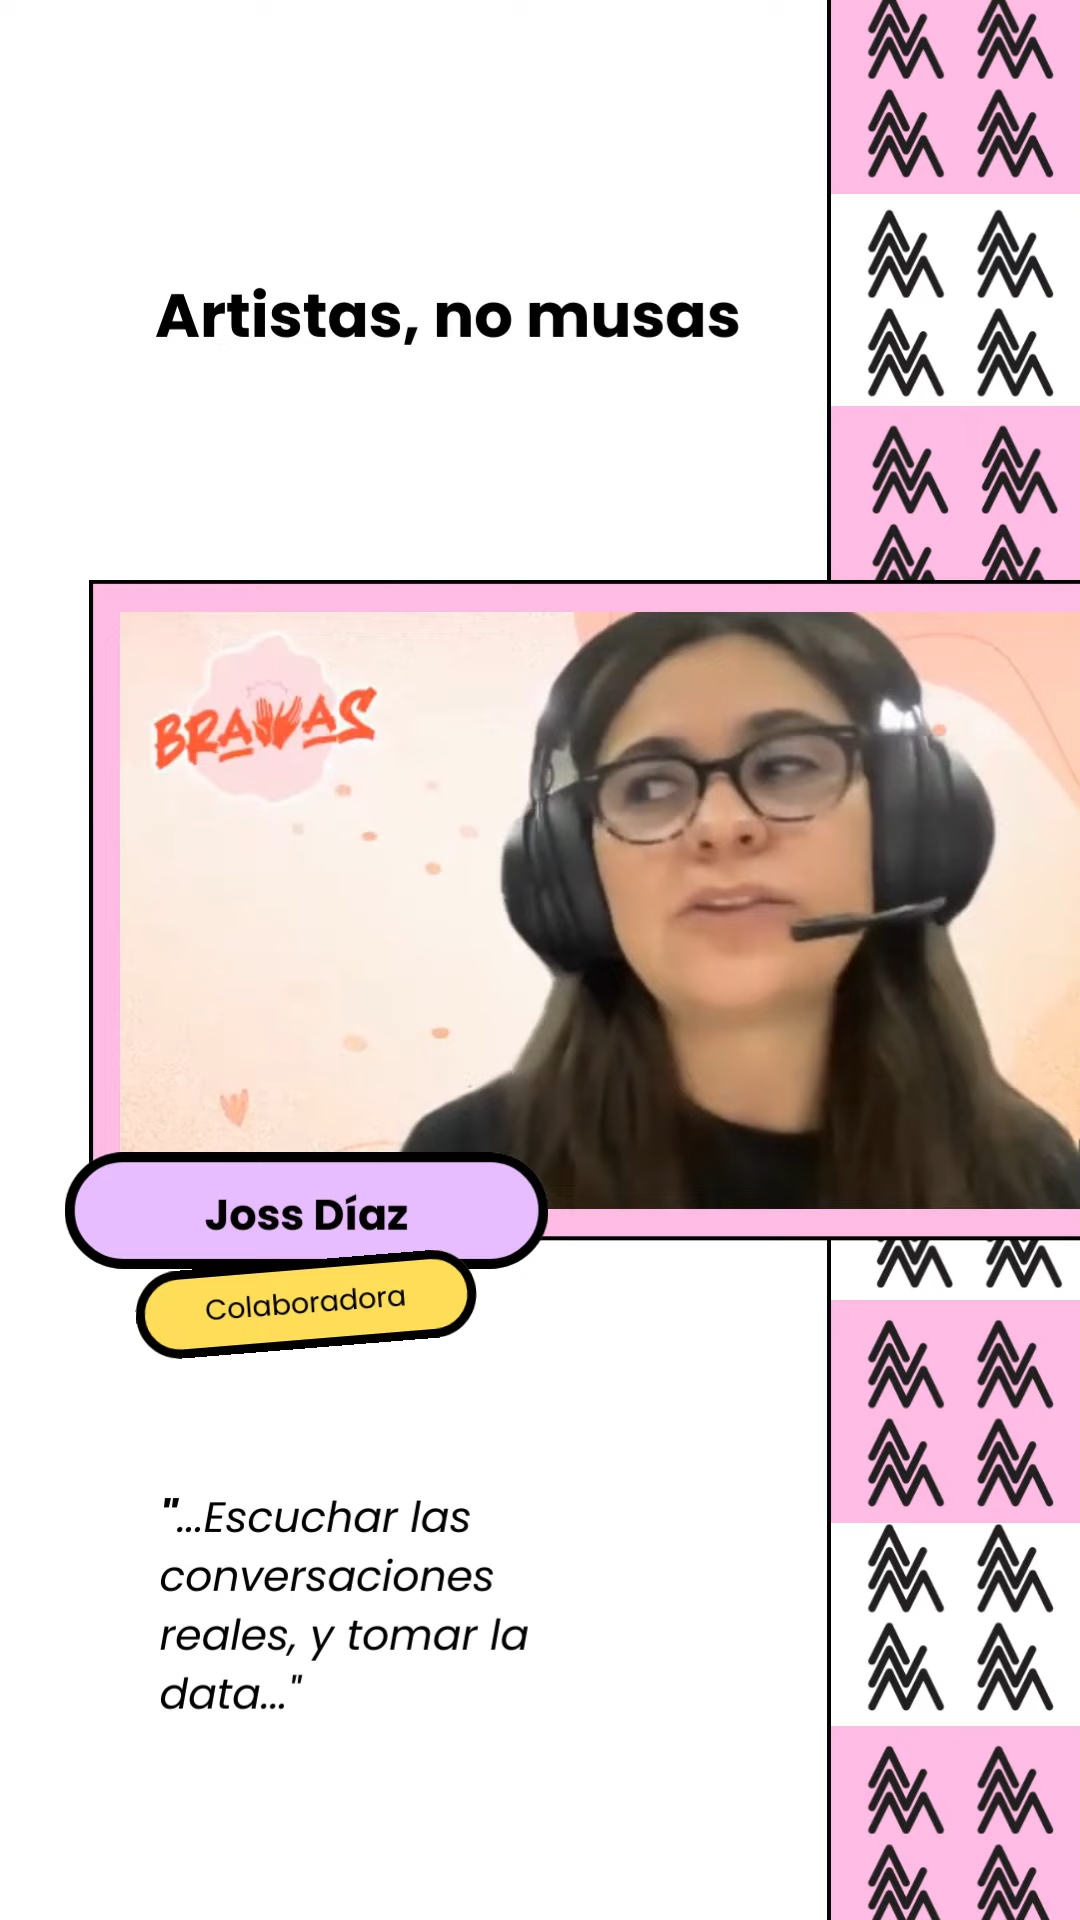 Artistas, no musas
BRAVAS
Joss Díaz
Colaboradora
"...Escuchar las
conversaciones
reales, y tomar la
data..."